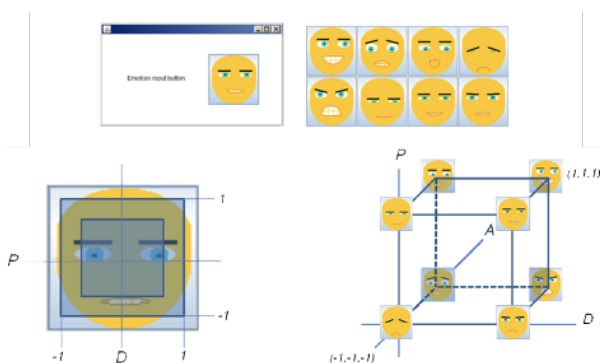 Emotion input button:
P
1
-1
-1
D
1
P
(1,1,1)
A
D
(-1,-1,-1)